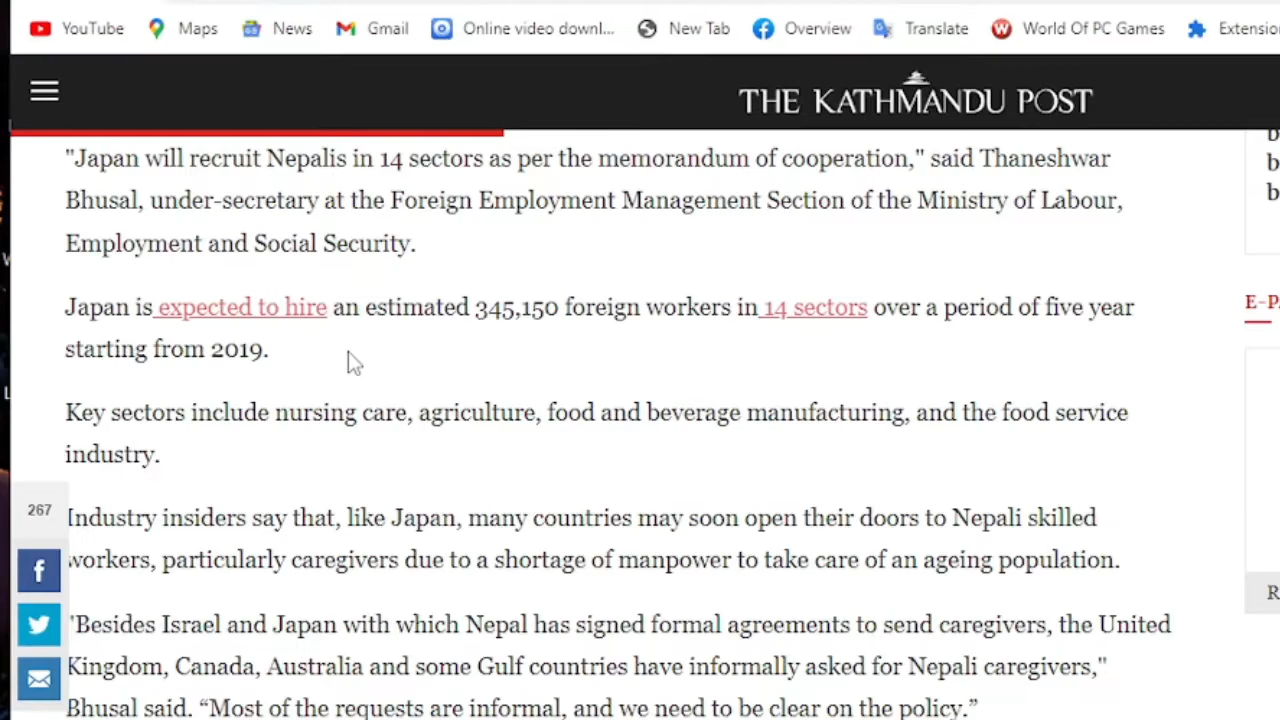 YouTube Maps News Gmail Online video downl... New Tab Overview Translate World Of PC Games Extensio
THE KATHMANDU POST
"Japan will recruit Nepalis in 14 sectors as per the memorandum of cooperation," said Thaneshwar
Bhusal, under-secretary at the Foreign Employment Management Section of the Ministry of Labour,
Employment and Social Security.
Japan is expected to hire an estimated 345,150 foreign workers in 14 sectors over a period of five year
starting from 2019.
Key sectors include nursing care, agriculture, food and beverage manufacturing, and the food service
industry.
Industry insiders say that, like Japan, many countries may soon open their doors to Nepali skilled
workers, particularly caregivers due to a shortage of manpower to take care of an ageing population.
"Besides Israel and Japan with which Nepal has signed formal agreements to send caregivers, the United
Kingdom, Canada, Australia and some Gulf countries have informally asked for Nepali caregivers,"
Bhusal said. “Most of the requests are informal, and we need to be clear on the policy.”
267
b
b
b
E-P
R